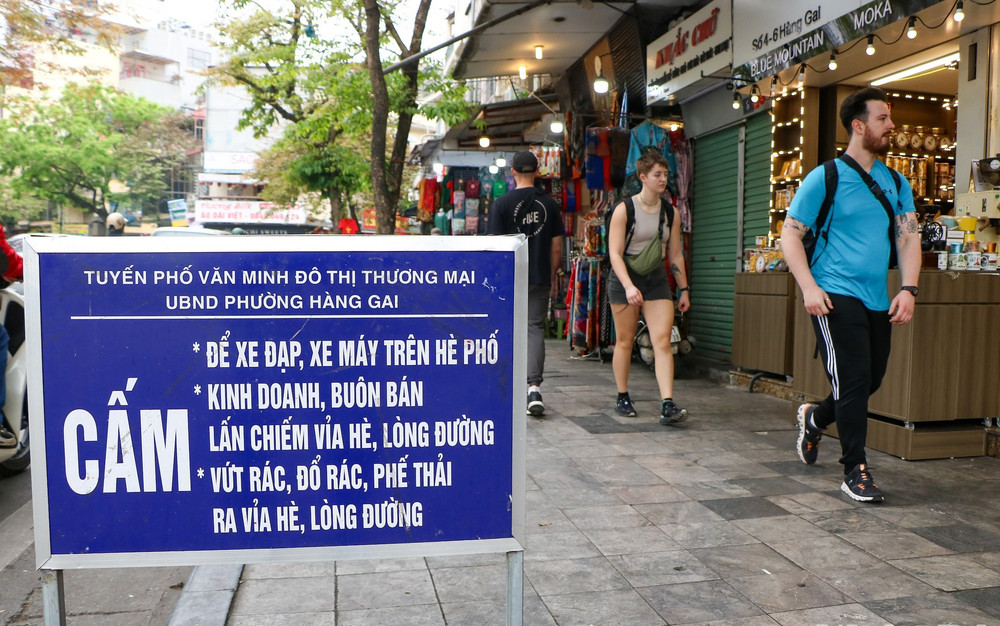 TUYẾN PHỐ VĂN MINH ĐÔ THỊ THƯƠNG MẠI
UBND PHƯỜNG HÀNG GAI
CẤM
* ĐỂ XE ĐẠP, XE MÁY TRÊN HÈ PHỐ
* KINH DOANH, BUÔN BÁN
LẤN CHIẾM VỈA HÈ, LÒNG ĐƯỜNG
* VỨT RÁC, ĐỔ RÁC, PHẾ THẢI
RA VỈA HÈ, LÒNG ĐƯỜNG
KHẮC CHỮ
Số 4-6 Hàng Gai
BLUE MOUNTAIN
MOKA